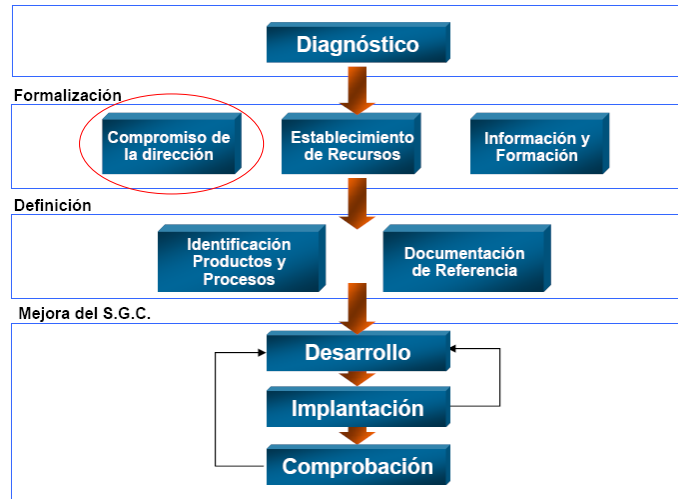 Diagnóstico
Formalización
Compromiso de
la dirección
Establecimiento
de Recursos
Información y
Formación
Definición
Identificación
Productos y
Procesos
Documentación
de Referencia
Mejora del S.G.C.
Desarrollo
Implantación
Comprobación